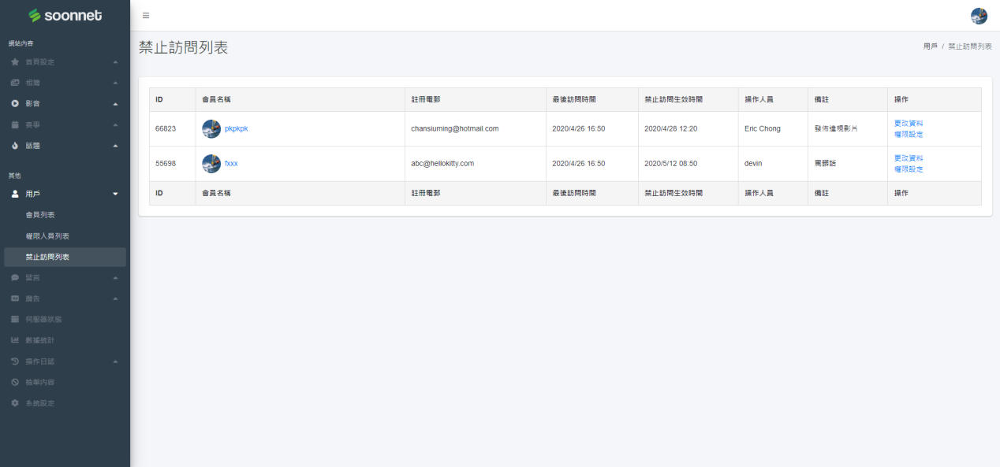 soonnet
網站內容
首頁設定
相簿
影音
賽事
話題
其他
用戶
會員列表
權限人員列表
禁止訪問列表
留言
廣告
伺服器狀態
數據統計
操作日誌
檢舉內容
系統設定
禁止訪問列表
用戶 / 禁止訪問列表
ID 會員名稱 註冊電郵 最後訪問時間 禁止訪問生效時間 操作人員 備註 操作
66823 pkpkpk chansiuming@hotmail.com 2020/4/26 16:50 2020/4/28 12:20 Eric Chong 發佈違規影片 更改資料
權限設定
55698 fxxx abc@hellokitty.com 2020/4/26 16:50 2020/5/12 08:50 devin 罵髒話 更改資料
權限設定
ID 會員名稱 註冊電郵 最後訪問時間 禁止訪問生效時間 操作人員 備註 操作